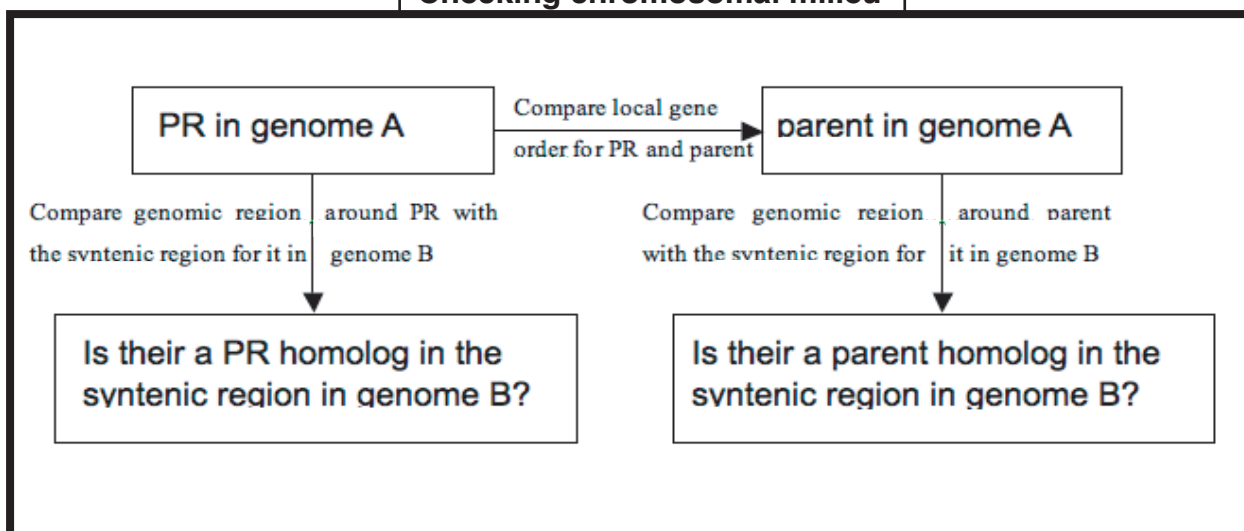 Checking chromosomal milieu
PR in genome A
Compare local gene
order for PR and parent
parent in genome A
Compare genomic region around PR with
the syntenic region for it in genome B
Compare genomic region around parent
with the syntenic region for it in genome B
Is their a PR homolog in the
syntenic region in genome B?
Is their a parent homolog in the
syntenic region in genome B?